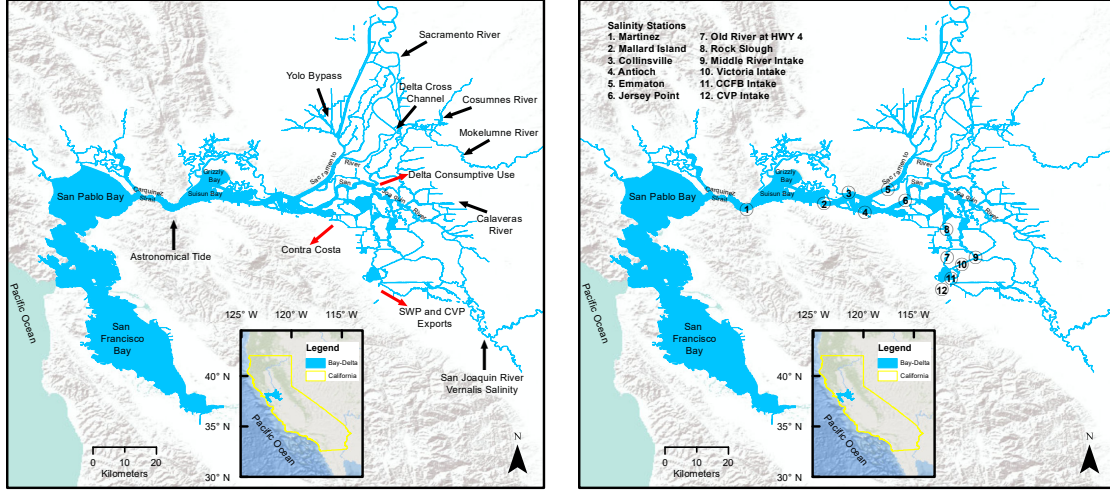 Sacramento River
Yolo Bypass
Delta Cross
Channel
Cosumnes River
Mokelumne River
Sacramento
River
Grizzly
Bay
San
Delta Consumptive Use
San Pablo Bay
Carquinez
Strait
Suisun Bay
Joaquin
River
Calaveras
River
Astronomical Tide
Contra Costa
Pacific Ocean
San
Francisco
Bay
SWP and CVP
Exports
125° W
120° W
115° W
Legend
Bay-Delta
California
San Joaquin River
Vernalis Salinity
40° N
35° N
30° N
Pacific Ocean
0 10 20
Kilometers
N
Salinity Stations
1. Martinez
2. Mallard Island
3. Collinsville
4. Antioch
5. Emmaton
6. Jersey Point
7. Old River at HWY 4
8. Rock Slough
9. Middle River Intake
10. Victoria Intake
11. CCFB Intake
12. CVP Intake
Sacramento
River
Grizzly
Bay
San
San Pablo Bay
Carquinez
Strait
Suisun Bay
Joaquin
River
1
2
3
4
5
6
8
7
9
10
11
12
Pacific Ocean
San
Francisco
Bay
125° W
120° W
115° W
Legend
Bay-Delta
California
40° N
35° N
30° N
Pacific Ocean
0 10 20
Kilometers
N